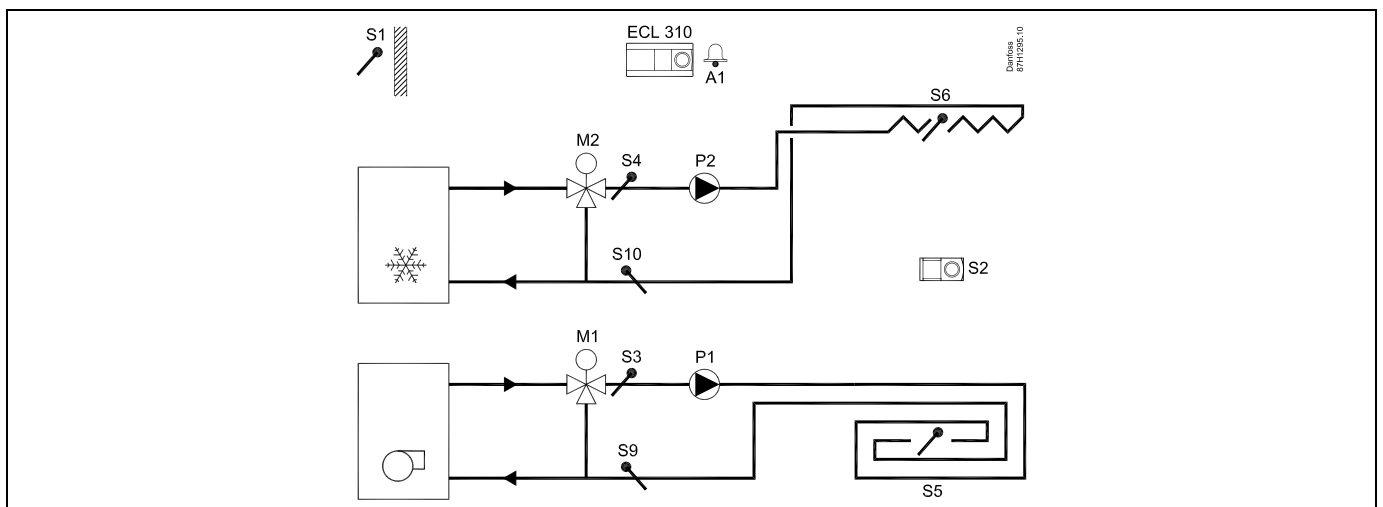 S1
ECL 310
A1
Danfoss
87H1295.10
S6
M2
S4
P2
S10
S2
M1
S3
P1
S9
S5